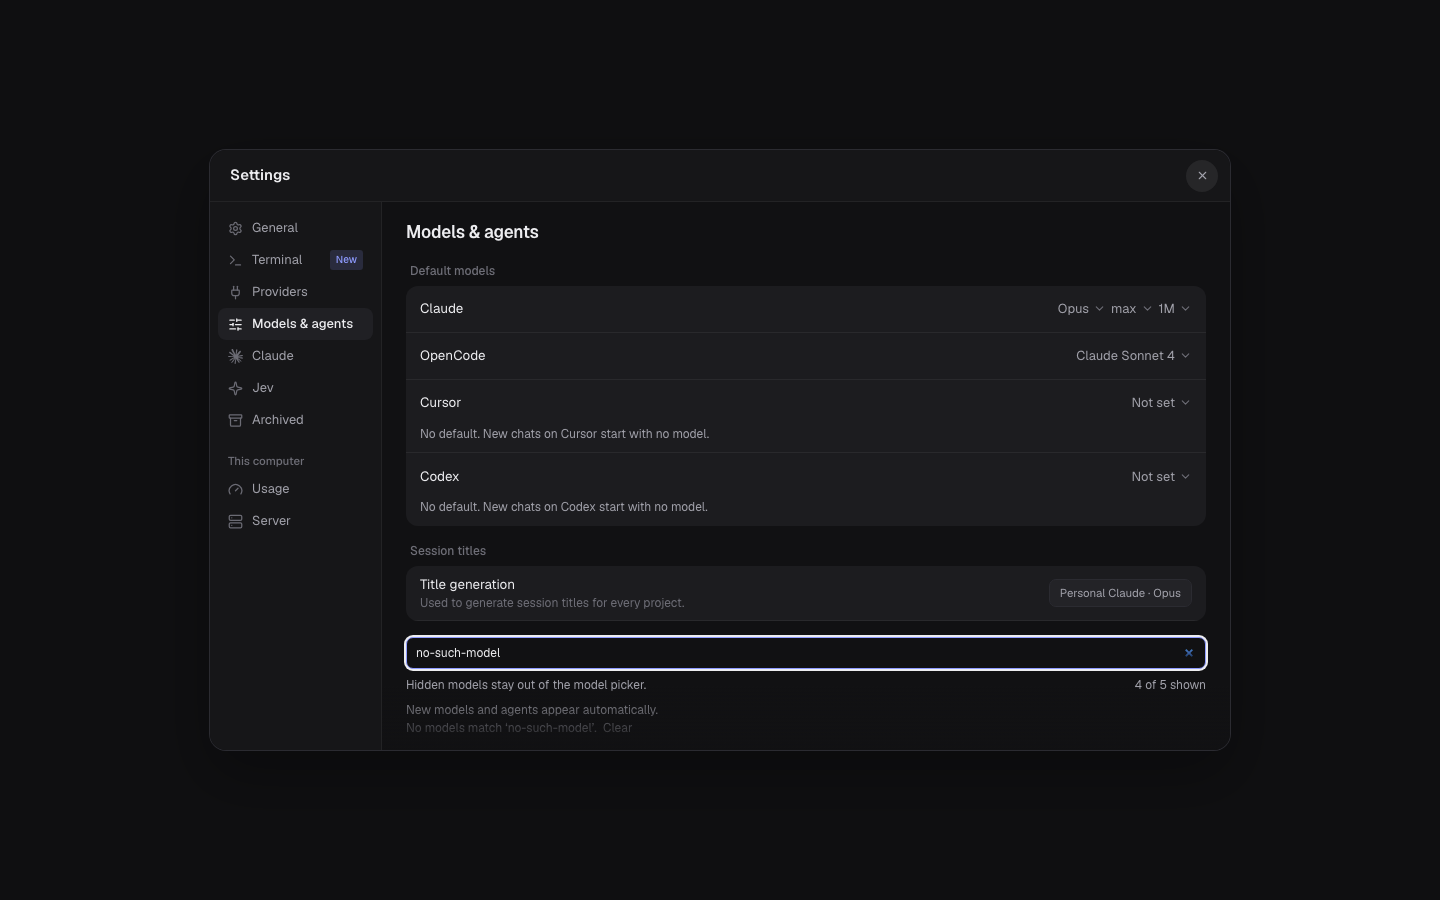 Settings
General
Terminal New
Providers
Models & agents
Claude
Jev
Archived
This computer
Usage
Server
Models & agents
Default models
Claude Opus max 1M
OpenCode Claude Sonnet 4
Cursor Not set
No default. New chats on Cursor start with no model.
Codex Not set
No default. New chats on Codex start with no model.
Session titles
Title generation
Used to generate session titles for every project.
Personal Claude · Opus
no-such-model
Hidden models stay out of the model picker. 4 of 5 shown
New models and agents appear automatically.
No models match ‘no-such-model’. Clear